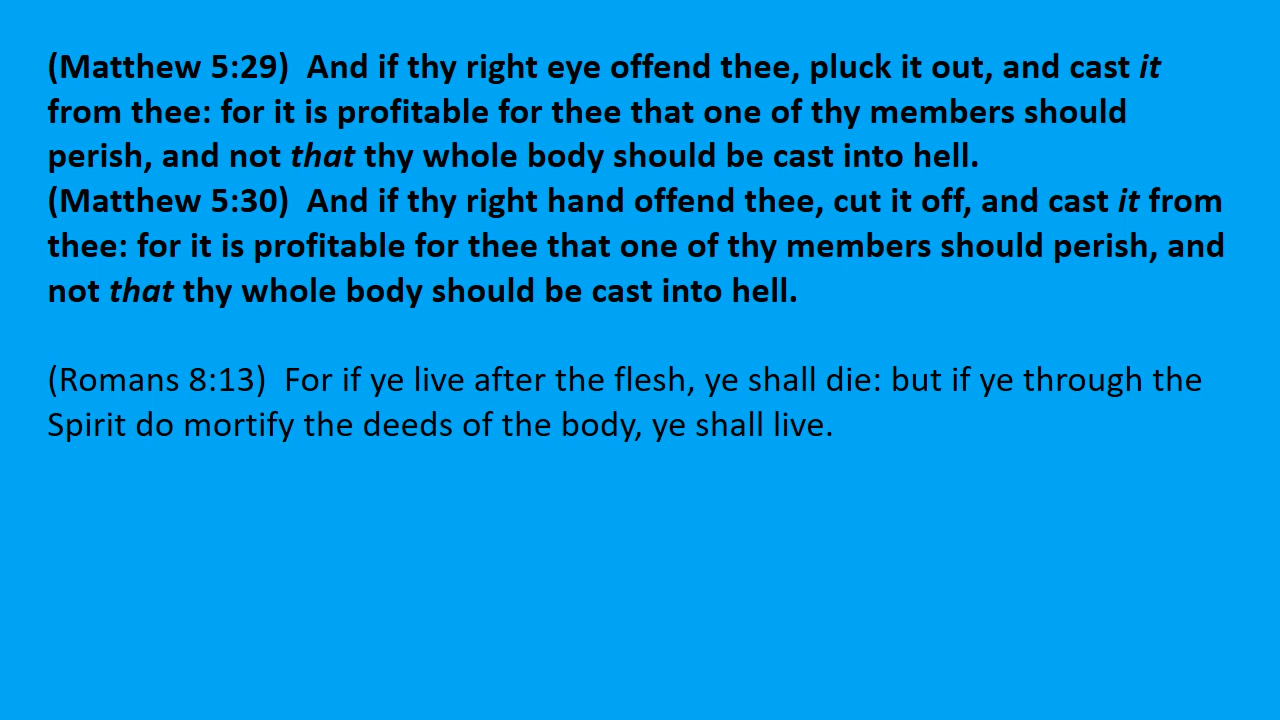 (Matthew 5:29)  And if thy right eye offend thee, pluck it out, and cast it
from thee: for it is profitable for thee that one of thy members should
perish, and not that thy whole body should be cast into hell.
(Matthew 5:30)  And if thy right hand offend thee, cut it off, and cast it from
thee: for it is profitable for thee that one of thy members should perish, and
not that thy whole body should be cast into hell.
(Romans 8:13)  For if ye live after the flesh, ye shall die: but if ye through the
Spirit do mortify the deeds of the body, ye shall live.